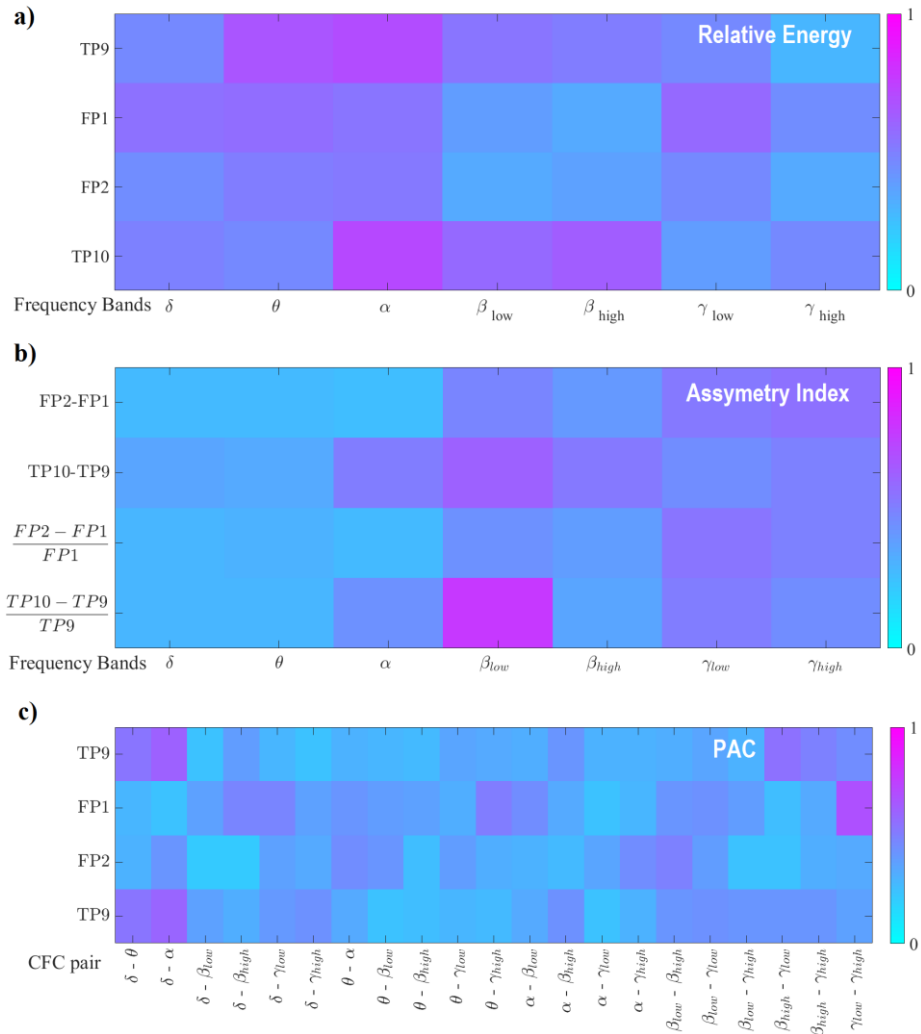 a)
1
Relative Energy
TP9
FP1
FP2
TP10
0
Frequency Bands δ θ α β low β high γ low γ high
b)
1
Assymetry Index
FP2-FP1
TP10-TP9
FP2 − FP1
FP1
TP10 − TP9
TP9
0
Frequency Bands δ θ α βlow βhigh γlow γhigh
c)
1
PAC
TP9
FP1
FP2
TP9
0
CFC pair
δ - θ
δ - α
δ - βlow
δ - βhigh
δ - γlow
δ - γhigh
θ - α
θ - βlow
θ - βhigh
θ - γlow
θ - γhigh
α - βlow
α - βhigh
α - γlow
α - γhigh
βlow - βhigh
βlow - γlow
βlow - γhigh
βhigh - γlow
βhigh - γhigh
γlow - γhigh